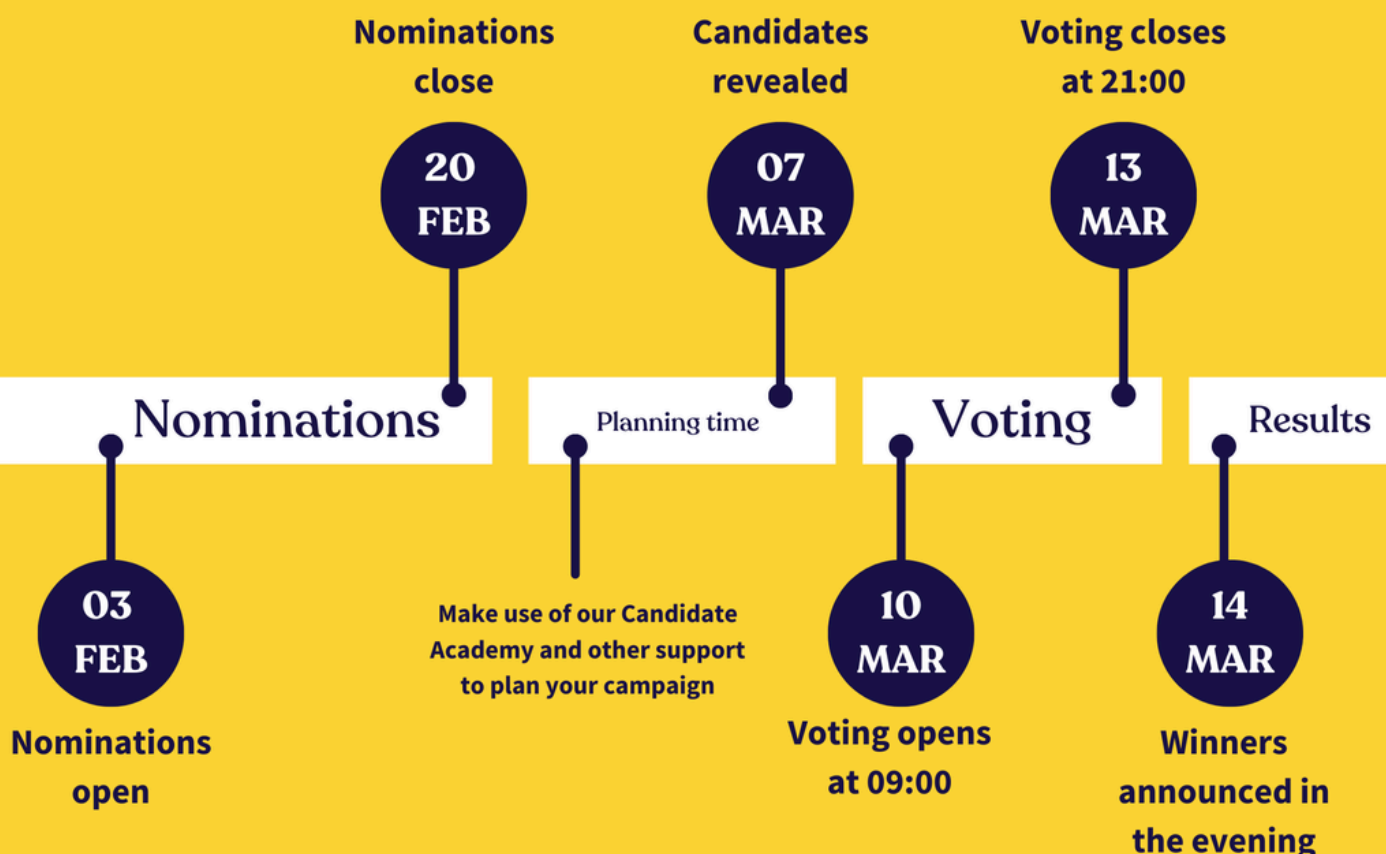 Nominations
close
Candidates
revealed
Voting closes
at 21:00
20
FEB
07
MAR
13
MAR
Nominations
Planning time
Voting
Results
03
FEB
Nominations
open
Make use of our Candidate
Academy and other support
to plan your campaign
10
MAR
Voting opens
at 09:00
14
MAR
Winners
announced in
the evening